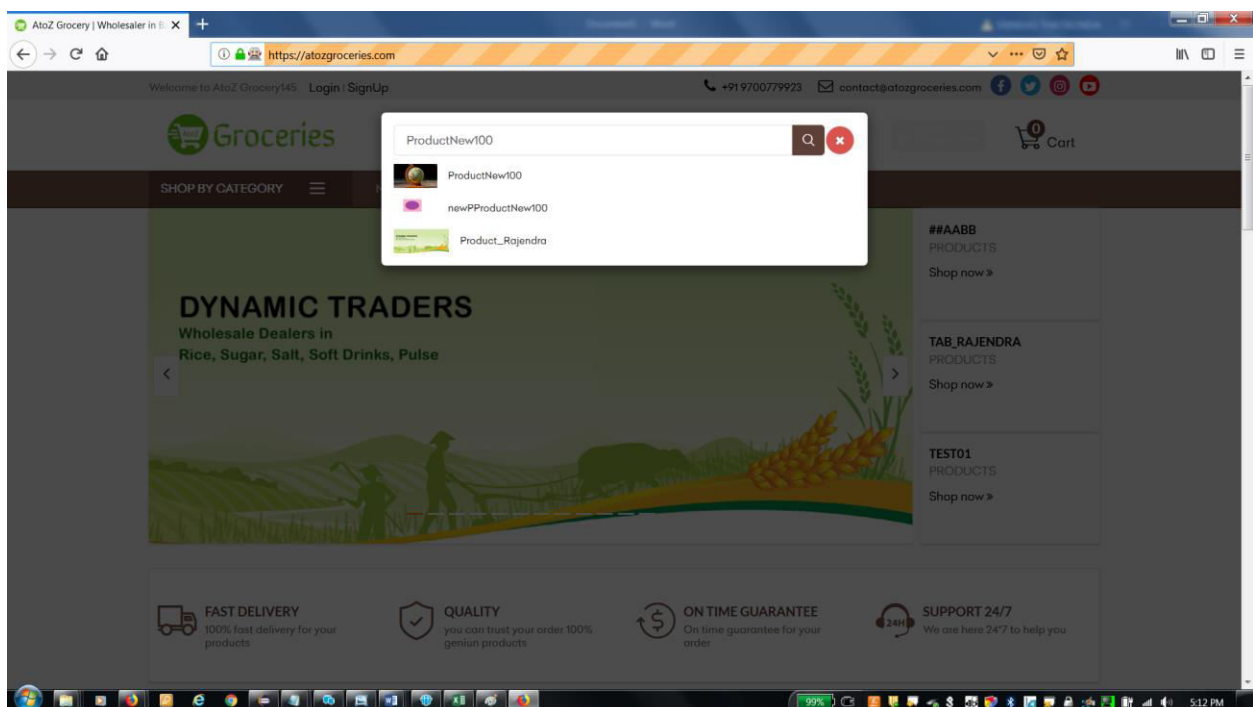 AtoZ Grocery | Wholesaler in
https://atozgroceries.com
Welcome to AtoZ Grocery145 Login | SignUp
+91 9700779923 contact@atozgroceries.com
Groceries
ProductNew100
0
Cart
ProductNew100
newPProductNew100
Product_Rajendra
SHOP BY CATEGORY
##AABB
PRODUCTS
Shop now »
DYNAMIC TRADERS
Wholesale Dealers in
Rice, Sugar, Salt, Soft Drinks, Pulse
TAB_RAJENDRA
PRODUCTS
Shop now »
TEST01
PRODUCTS
Shop now »
FAST DELIVERY
100% fast delivery for your
products
QUALITY
you can trust your order 100%
geniun products
ON TIME GUARANTEE
On time guarantee for your
order
24H
SUPPORT 24/7
We are here 24*7 to help you
99%
5:12 PM